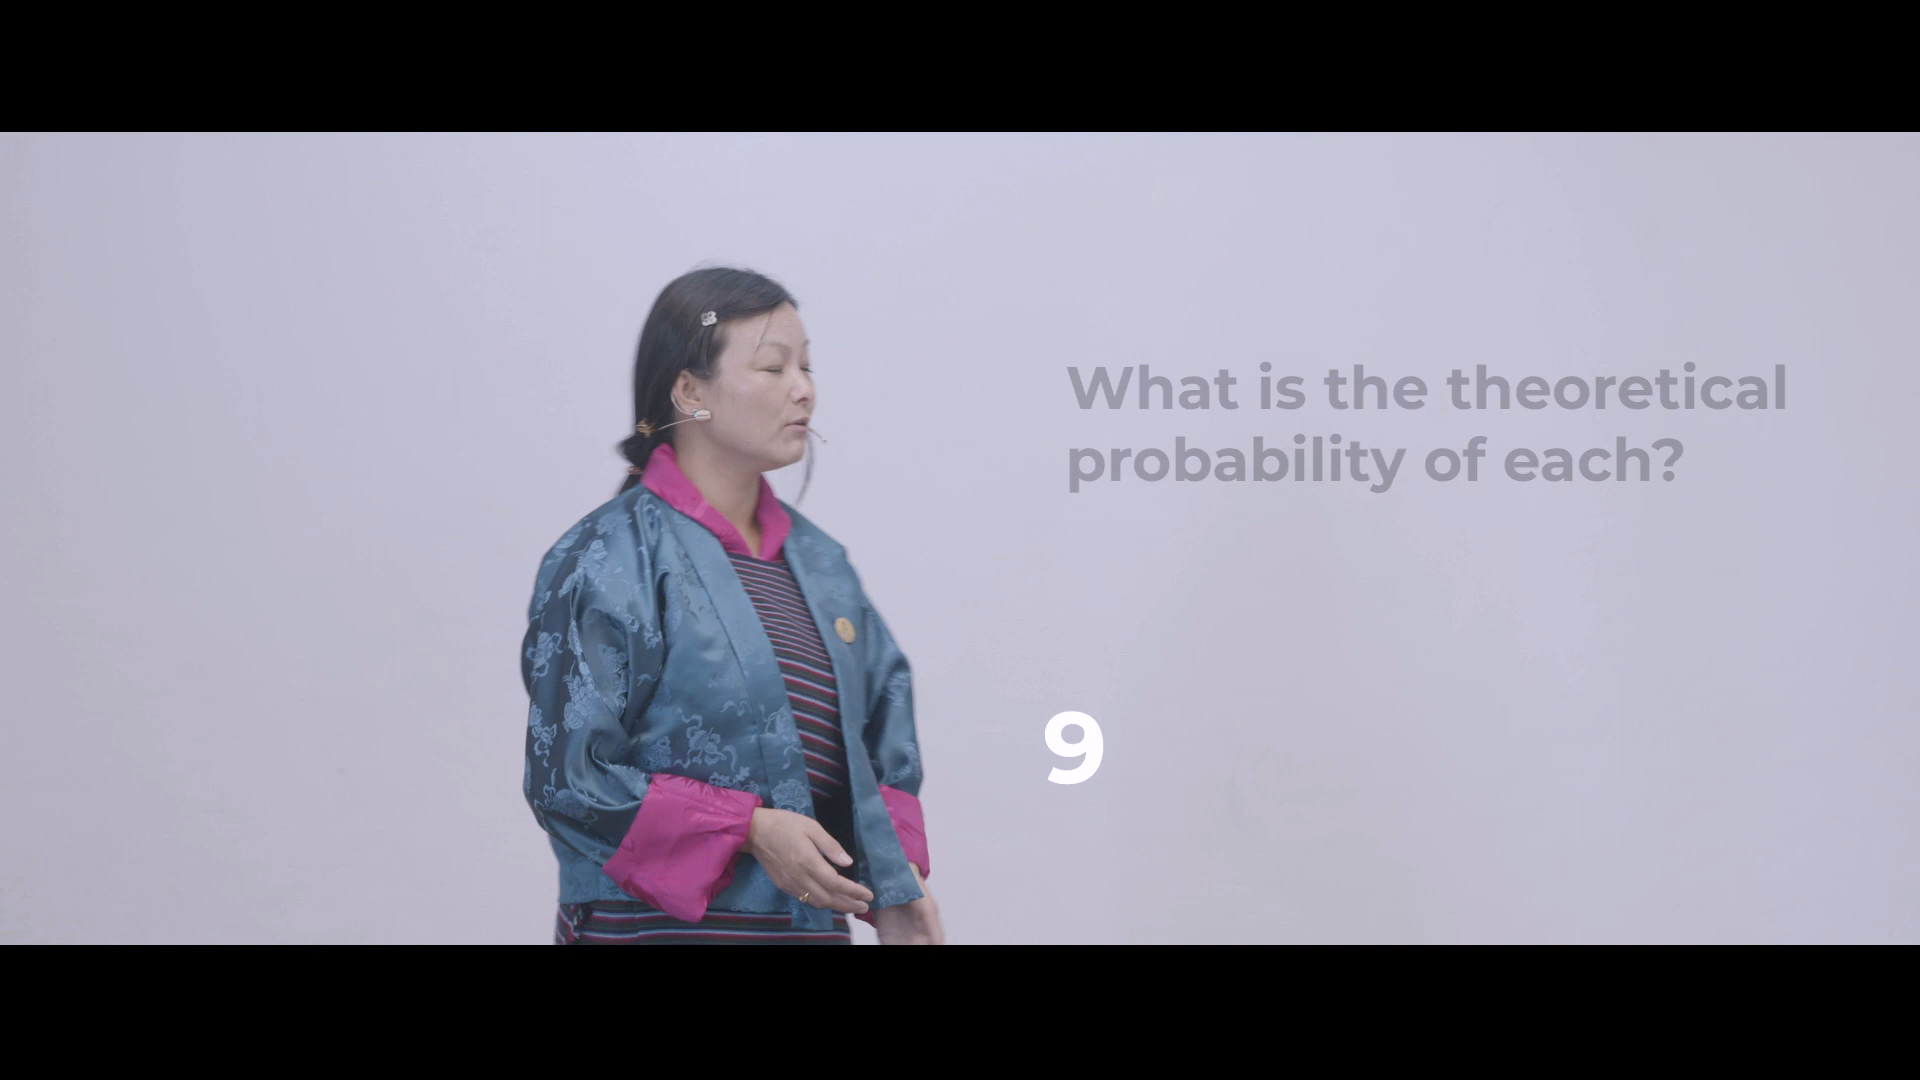 What is the theoretical
probability of each?
9